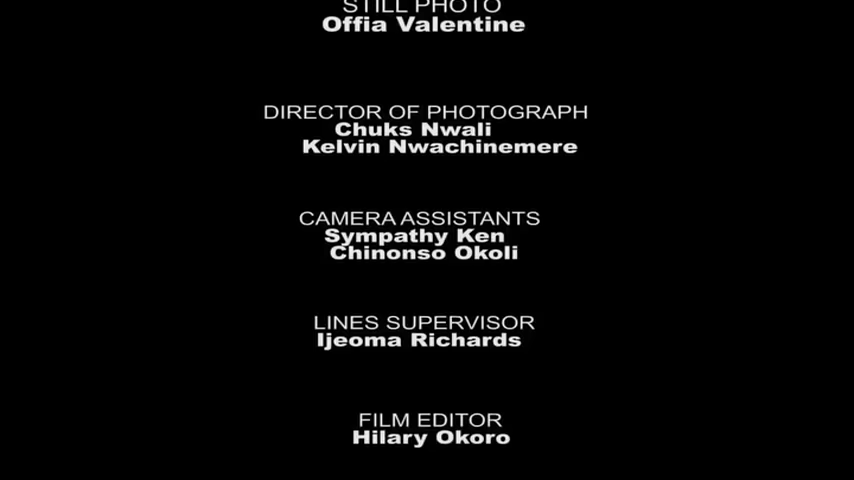 STILL PHOTO
Offia Valentine
DIRECTOR OF PHOTOGRAPH
Chuks Nwali
Kelvin Nwachinemere
CAMERA ASSISTANTS
Sympathy Ken
Chinonso Okoli
LINES SUPERVISOR
Ijeoma Richards
FILM EDITOR
Hilary Okoro